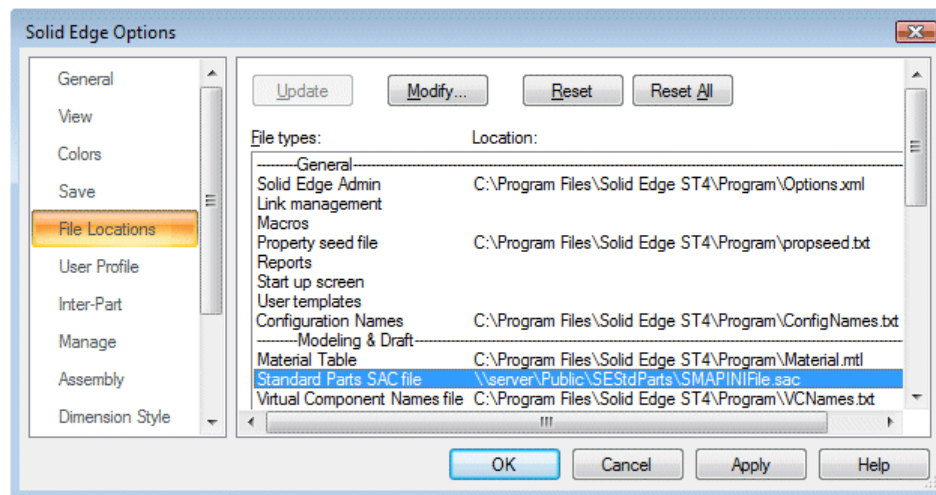 Solid Edge Options
General
View
Colors
Save
File Locations
User Profile
Inter-Part
Manage
Assembly
Dimension Style
Update Modify... Reset Reset All
File types: Location:
--------General--------
Solid Edge Admin C:\Program Files\Solid Edge ST4\Program\Options.xml
Link management
Macros
Property seed file C:\Program Files\Solid Edge ST4\Program\propseed.txt
Reports
Start up screen
User templates
Configuration Names C:\Program Files\Solid Edge ST4\Program\ConfigNames.txt
--------Modeling & Draft--------
Material Table C:\Program Files\Solid Edge ST4\Program\Material.mtl
Standard Parts SAC file \\server\Public\SEStdParts\SMAPINIFile.sac
Virtual Component Names file C:\Program Files\Solid Edge ST4\Program\VCNames.txt
OK Cancel Apply Help